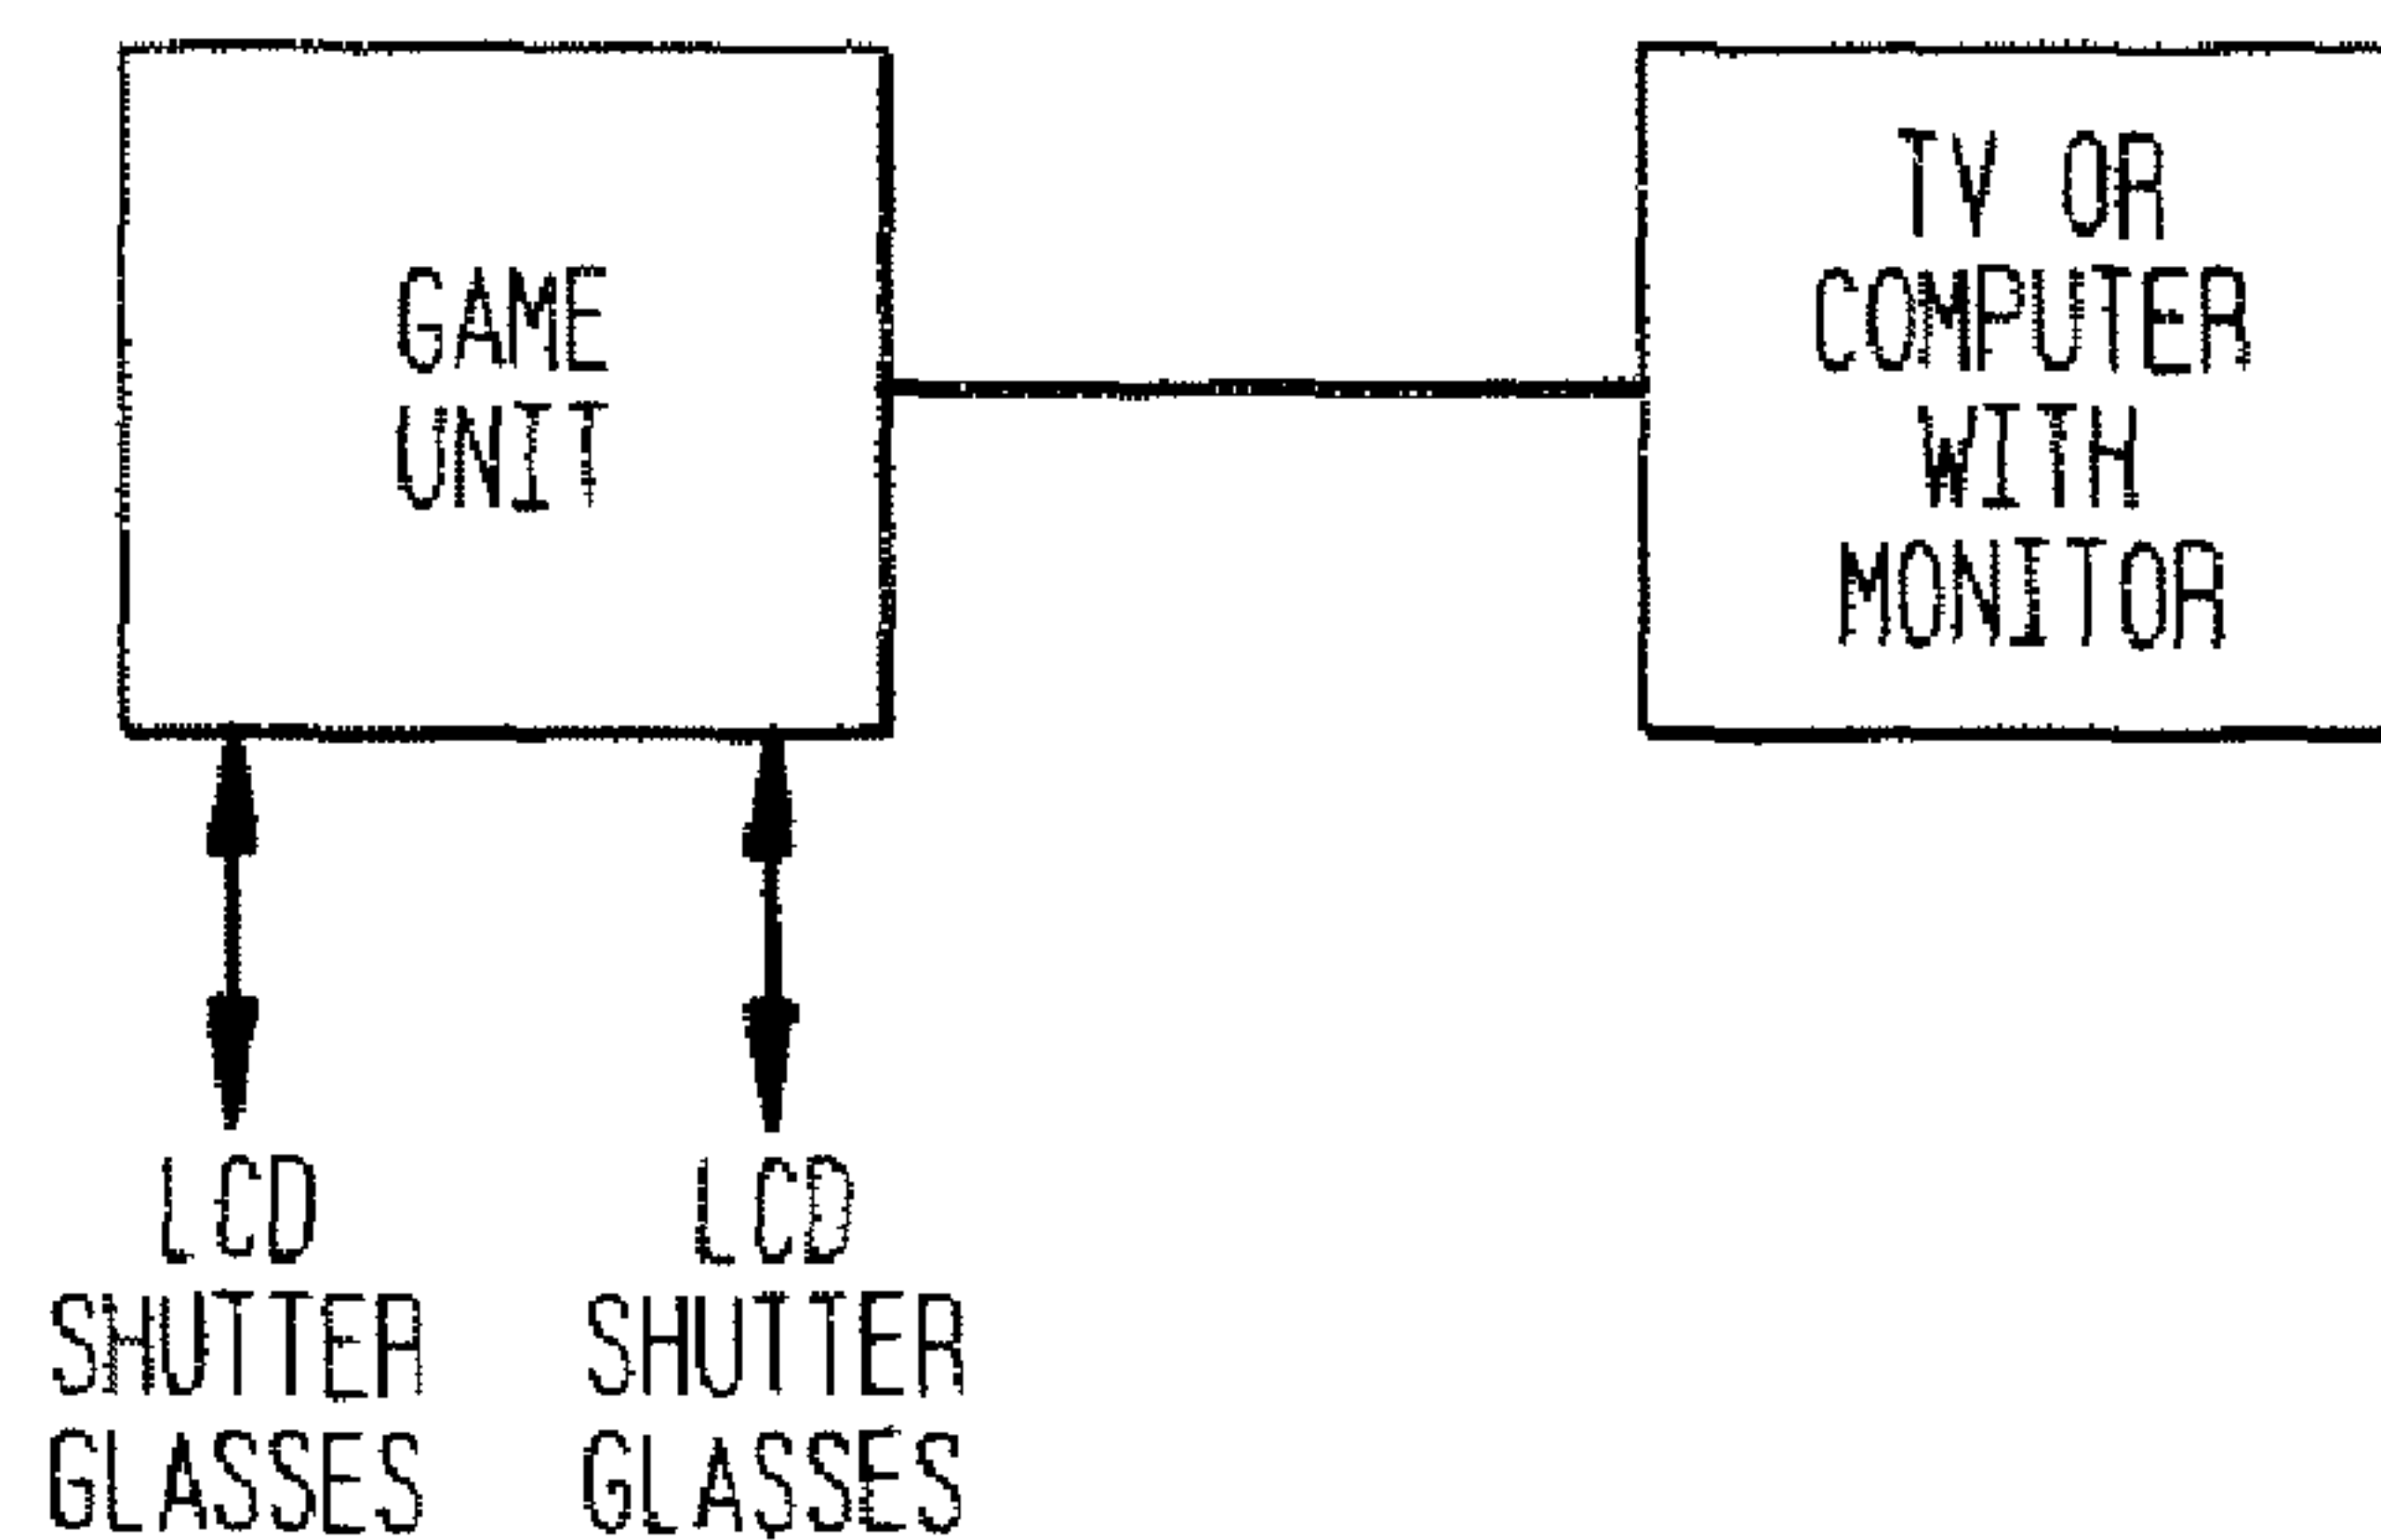 GAME
UNIT
TV OR
COMPUTER
WITH
MONITOR
LCD
SHUTTER
GLASSES
LCD
SHUTTER
GLASSES